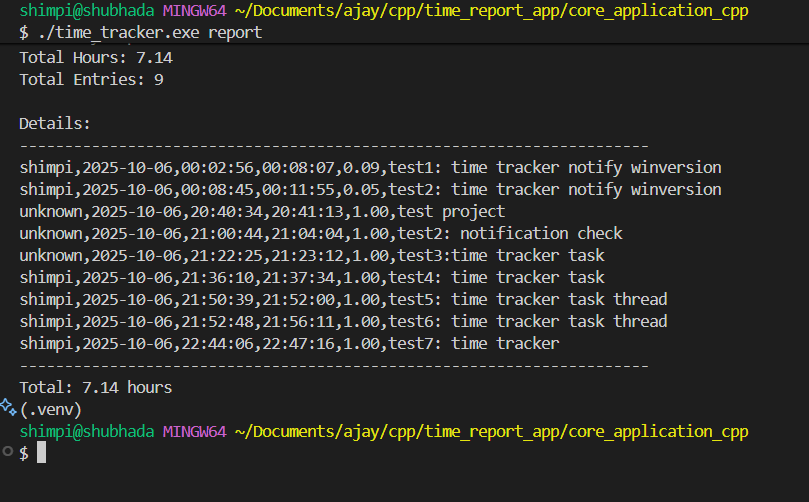 shimpi@shubhada MINGW64 ~/Documents/ajay/cpp/time_report_app/core_application_cpp
$ ./time_tracker.exe report
Total Hours: 7.14
Total Entries: 9
Details:
----------------------------------------------------------------------
shimpi,2025-10-06,00:02:56,00:08:07,0.09,test1: time tracker notify winversion
shimpi,2025-10-06,00:08:45,00:11:55,0.05,test2: time tracker notify winversion
unknown,2025-10-06,20:40:34,20:41:13,1.00,test project
unknown,2025-10-06,21:00:44,21:04:04,1.00,test2: notification check
unknown,2025-10-06,21:22:25,21:23:12,1.00,test3:time tracker task
shimpi,2025-10-06,21:36:10,21:37:34,1.00,test4: time tracker task
shimpi,2025-10-06,21:50:39,21:52:00,1.00,test5: time tracker task thread
shimpi,2025-10-06,21:52:48,21:56:11,1.00,test6: time tracker task thread
shimpi,2025-10-06,22:44:06,22:47:16,1.00,test7: time tracker
----------------------------------------------------------------------
Total: 7.14 hours
(.venv)
shimpi@shubhada MINGW64 ~/Documents/ajay/cpp/time_report_app/core_application_cpp
$